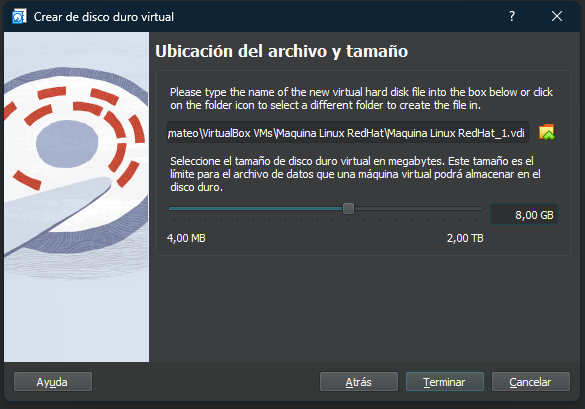 Crear de disco duro virtual
?
Ubicación del archivo y tamaño
Please type the name of the new virtual hard disk file into the box below or click
on the folder icon to select a different folder to create the file in.
mateo\VirtualBox VMs\Maquina Linux RedHat\Maquina Linux RedHat_1.vdi
Seleccione el tamaño de disco duro virtual en megabytes. Este tamaño es el
límite para el archivo de datos que una máquina virtual podrá almacenar en el
disco duro.
8,00 GB
4,00 MB 2,00 TB
Ayuda Atrás Terminar Cancelar